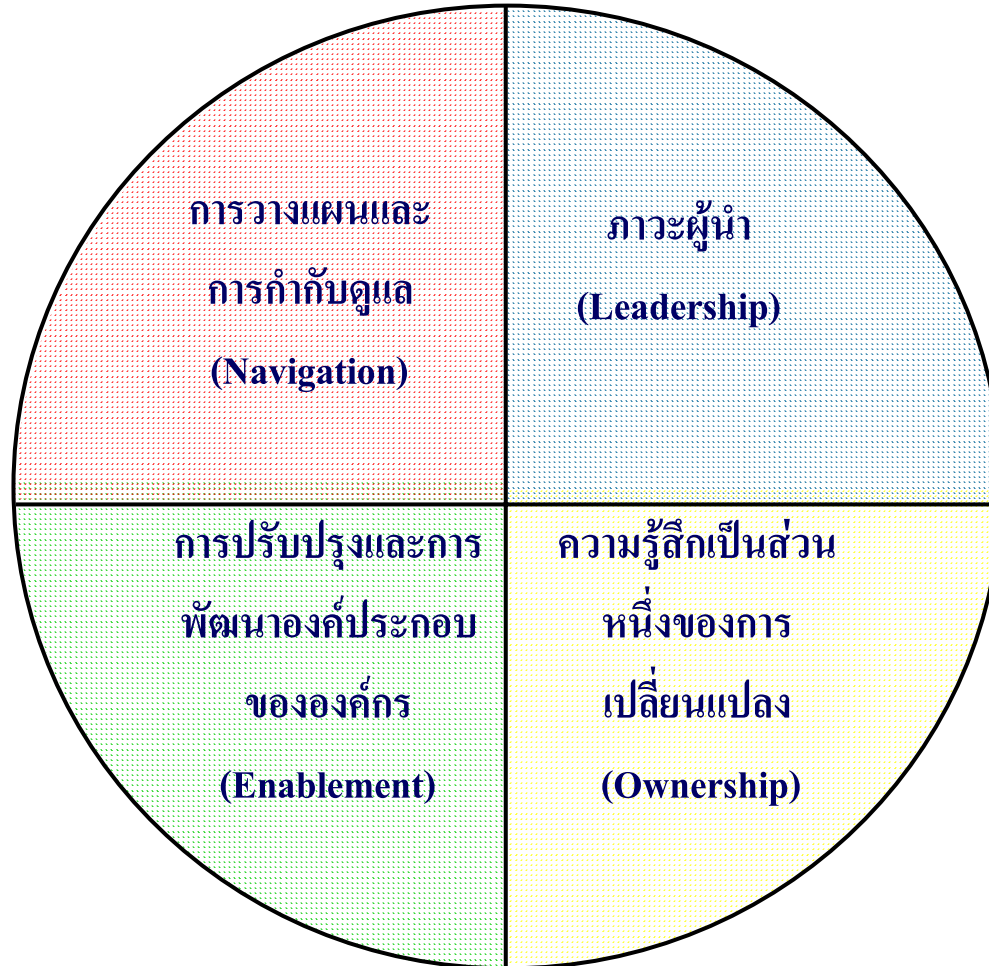 การวางแผนและ
การกำกับดูแล
(Navigation)
ภาวะผู้นำ
(Leadership)
การปรับปรุงและการ
พัฒนาองค์ประกอบ
ขององค์กร
(Enablement)
ความรู้สึกเป็นส่วน
หนึ่งของการ
เปลี่ยนแปลง
(Ownership)